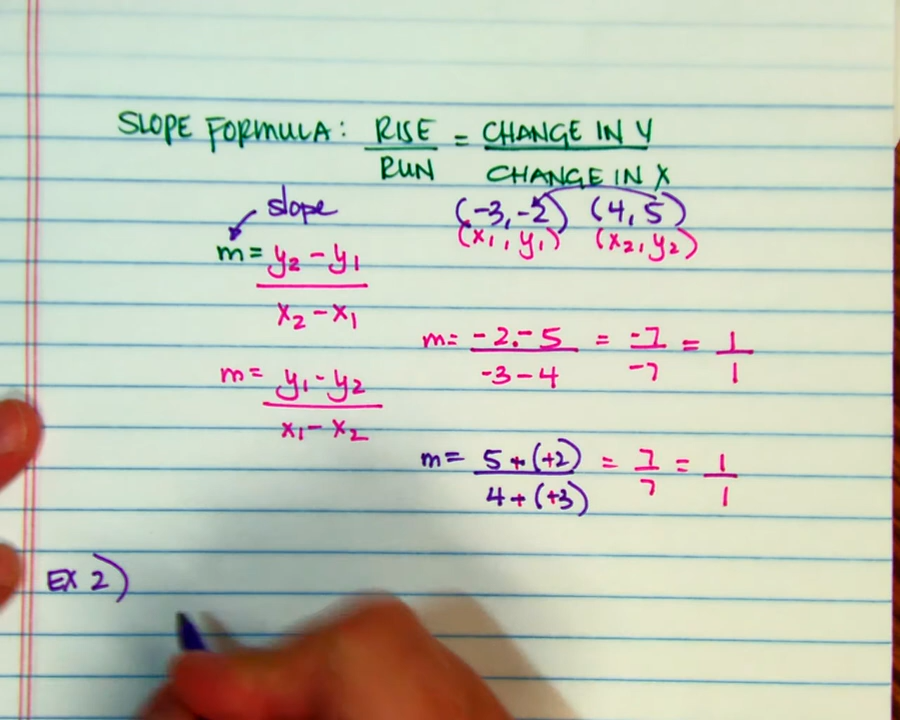 SLOPE FORMULA: RISE/RUN = CHANGE IN Y/CHANGE IN X
slope
(-3,-2) (4,5)
(x₁,y₁) (x₂,y₂)
m= y₂-y₁/x₂-x₁
m= -2.-5/-3-4 = -7/-7 = 1/1
m= y₁-y₂/x₁-x₂
m= 5+(+2)/4+(+3) = 7/7 = 1/1
EX 2)